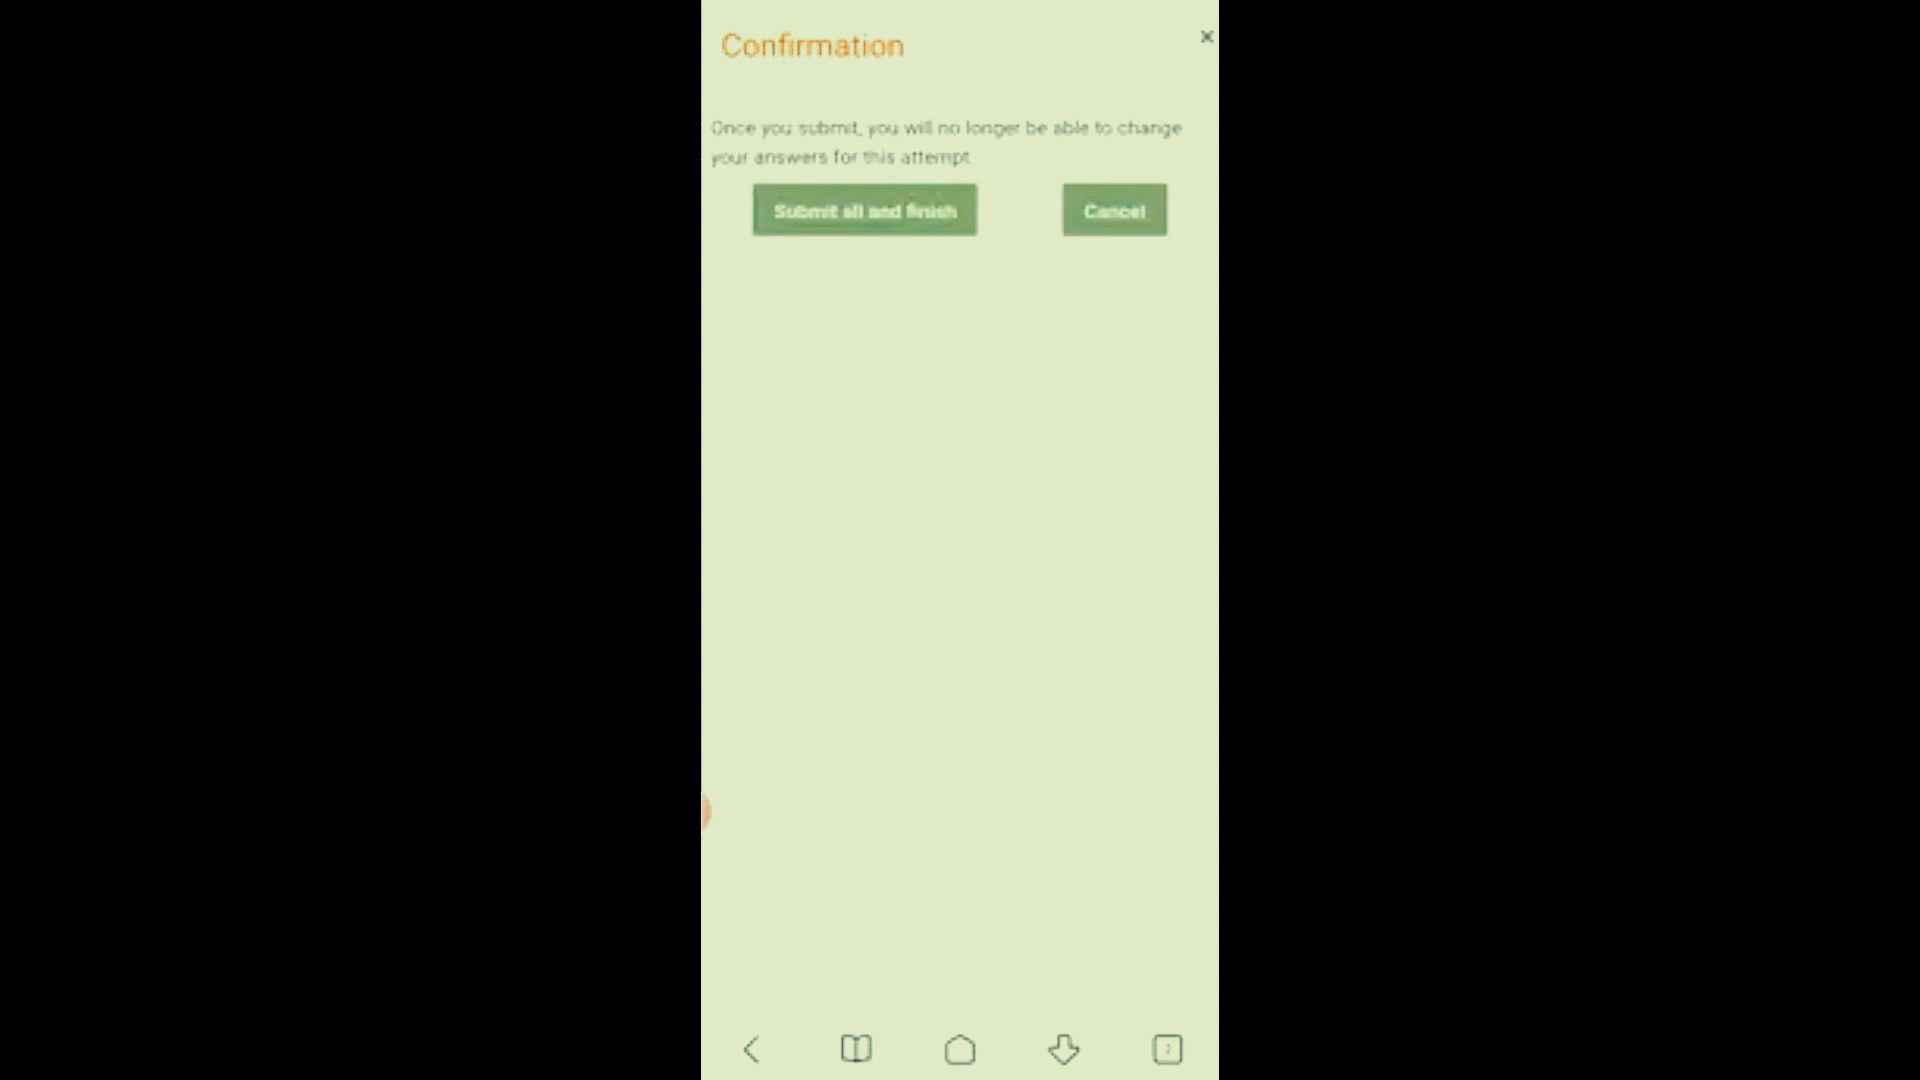 Confirmation
×
Once you submit, you will no longer be able to change
your answers for this attempt.
Submit all and finish
Cancel